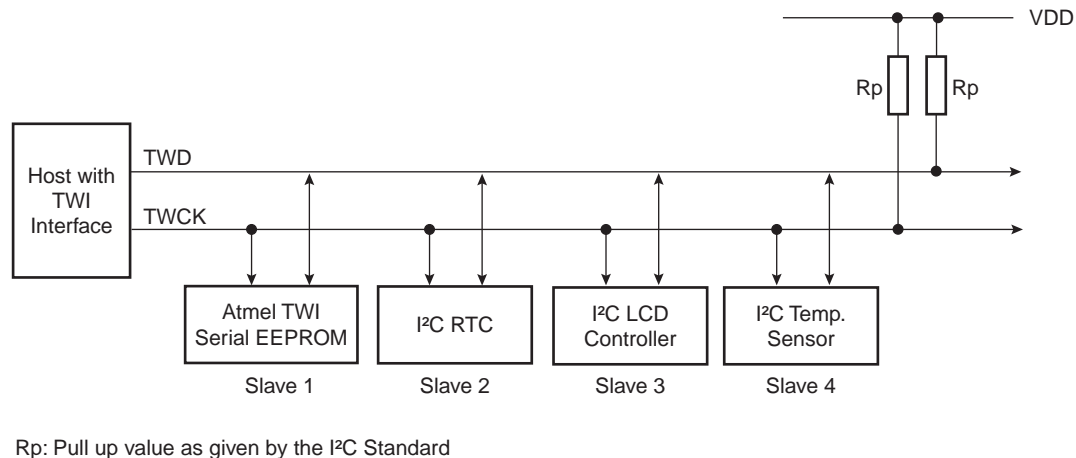 VDD
Rp
Rp
Host with
TWI
Interface
TWD
TWCK
Atmel TWI
Serial EEPROM
I²C RTC
I²C LCD
Controller
I²C Temp.
Sensor
Slave 1
Slave 2
Slave 3
Slave 4
Rp: Pull up value as given by the I²C Standard